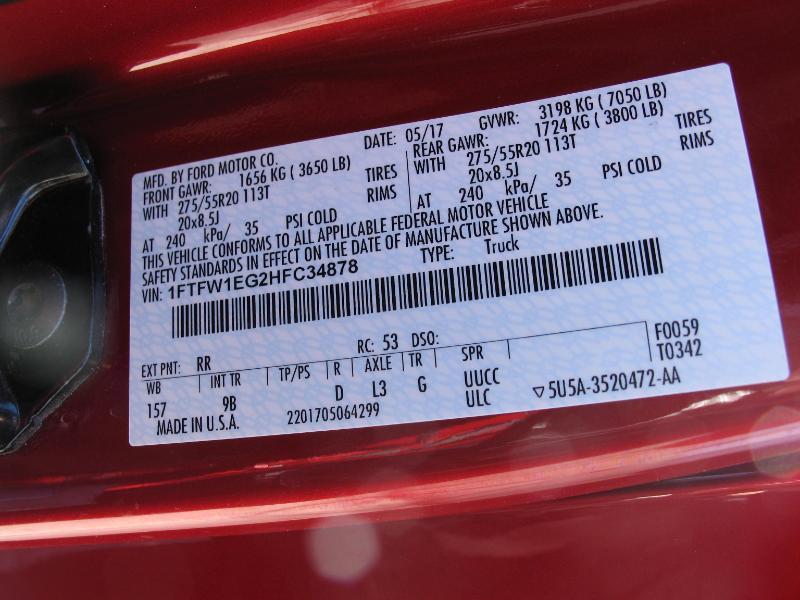 MFD. BY FORD MOTOR CO. DATE: 05/17 GVWR: 3198 KG ( 7050 LB)
FRONT GAWR: 1656 KG ( 3650 LB) REAR GAWR: 1724 KG ( 3800 LB)
WITH 275/55R20 113T TIRES WITH 275/55R20 113T TIRES
20x8.5J RIMS 20x8.5J RIMS
AT 240 kPa/ 35 PSI COLD AT 240 kPa/ 35 PSI COLD
THIS VEHICLE CONFORMS TO ALL APPLICABLE FEDERAL MOTOR VEHICLE
SAFETY STANDARDS IN EFFECT ON THE DATE OF MANUFACTURE SHOWN ABOVE.
VIN: 1FTFW1EG2HFC34878 TYPE: Truck
EXT PNT: RR RC: 53 DSO: F0059
WB INT TR TP/PS R AXLE TR SPR T0342
157 9B D L3 G UUCC
ULC ▽5U5A-3520472-AA
MADE IN U.S.A. 2201705064299